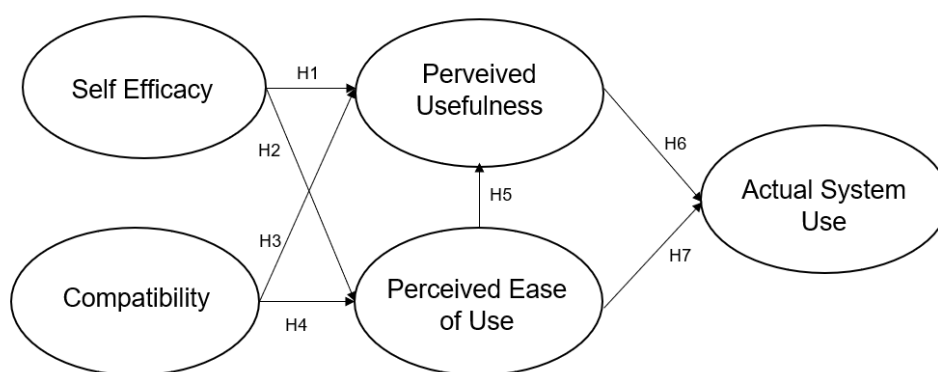 Self Efficacy
H1
Perveived
Usefulness
H2
H6
H5
Actual System
Use
H3
H7
Compatibility
H4
Perceived Ease
of Use